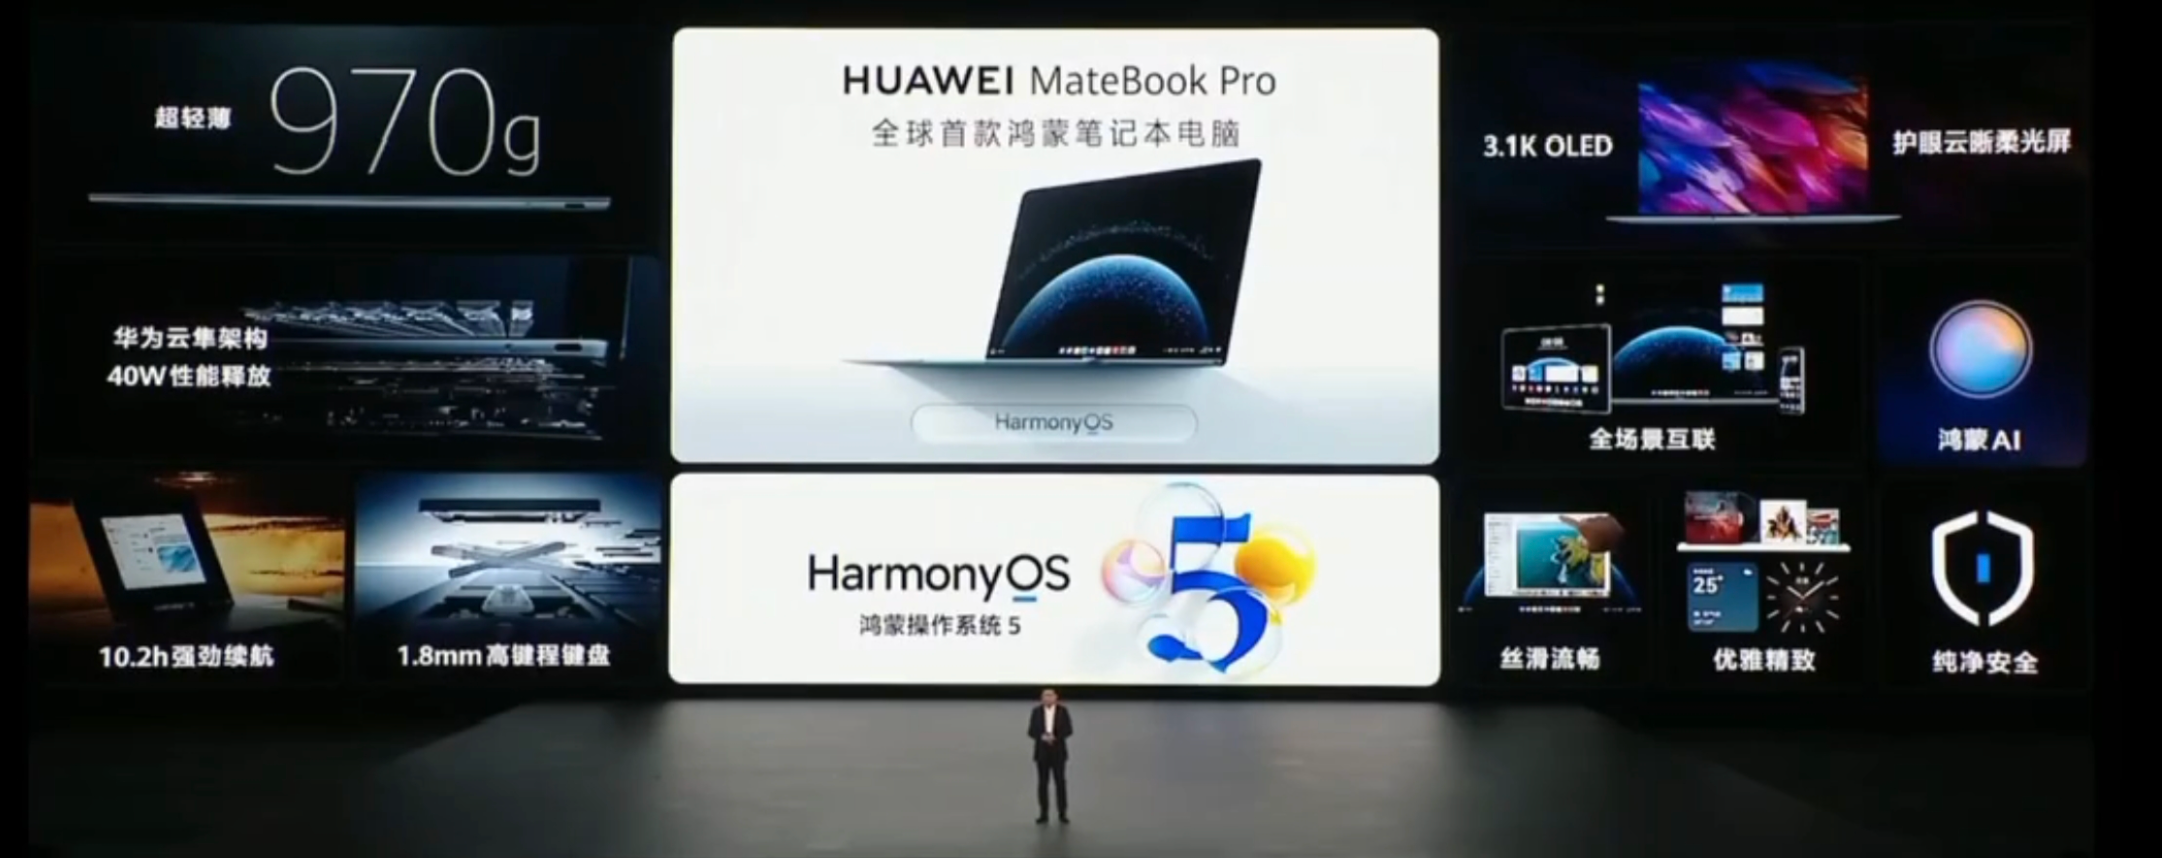 超轻薄
970g
华为云隼架构
40W性能释放
10.2h强劲续航
1.8mm高键程键盘
HUAWEI MateBook Pro
全球首款鸿蒙笔记本电脑
HarmonyOS
HarmonyOS
鸿蒙操作系统 5
5
3.1K OLED
护眼云晰柔光屏
全场景互联
鸿蒙AI
丝滑流畅
25°
优雅精致
纯净安全